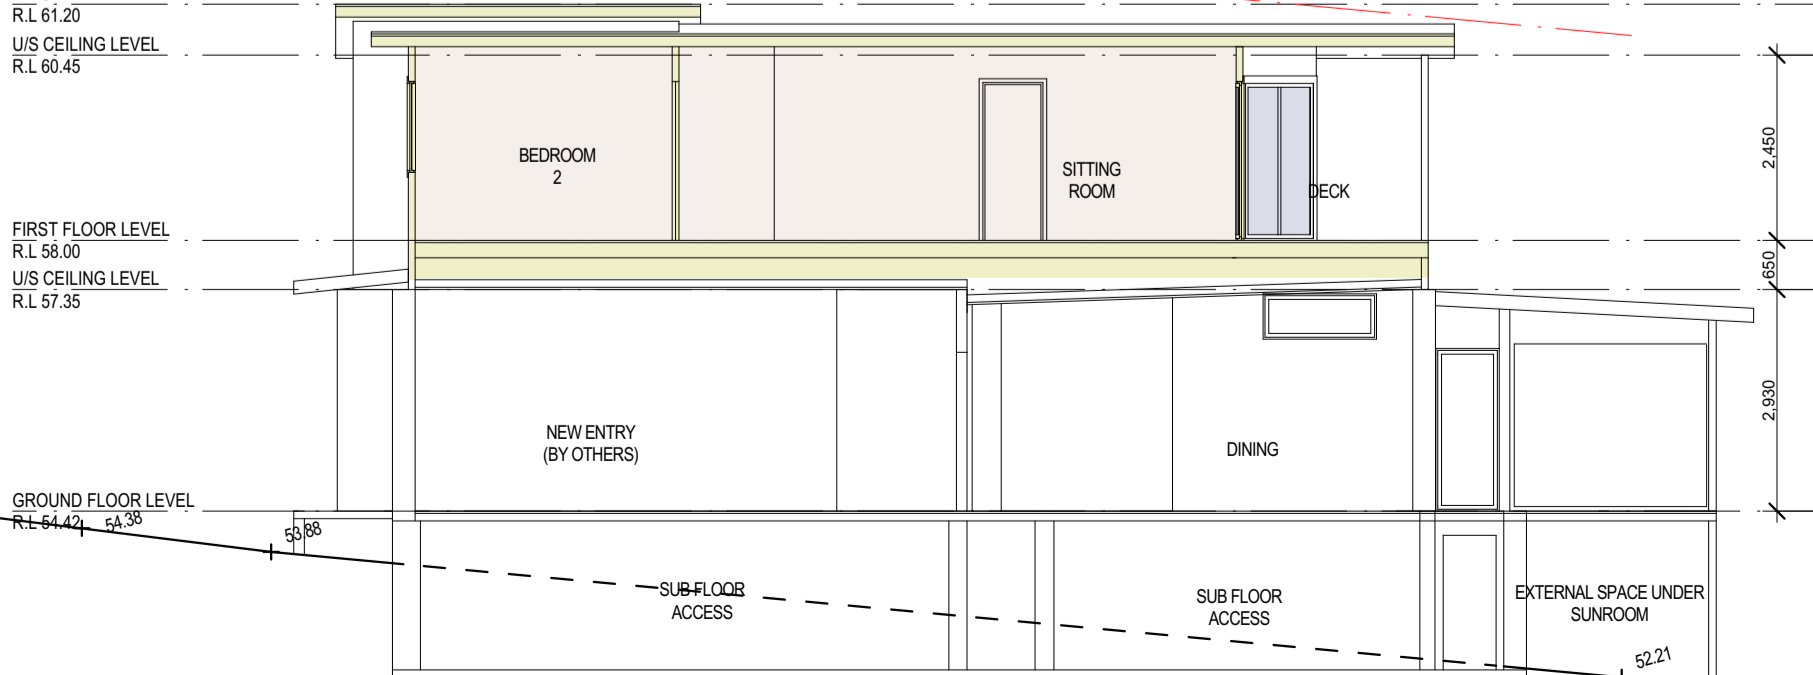 R.L 61.20
U/S CEILING LEVEL
R.L 60.45
2,450
BEDROOM
2
SITTING
ROOM
DECK
FIRST FLOOR LEVEL
R.L 58.00
650
U/S CEILING LEVEL
R.L 57.35
2,930
NEW ENTRY
(BY OTHERS)
DINING
GROUND FLOOR LEVEL
R.L 54.42
54.38
53.88
SUB FLOOR
ACCESS
SUB FLOOR
ACCESS
EXTERNAL SPACE UNDER
SUNROOM
52.21